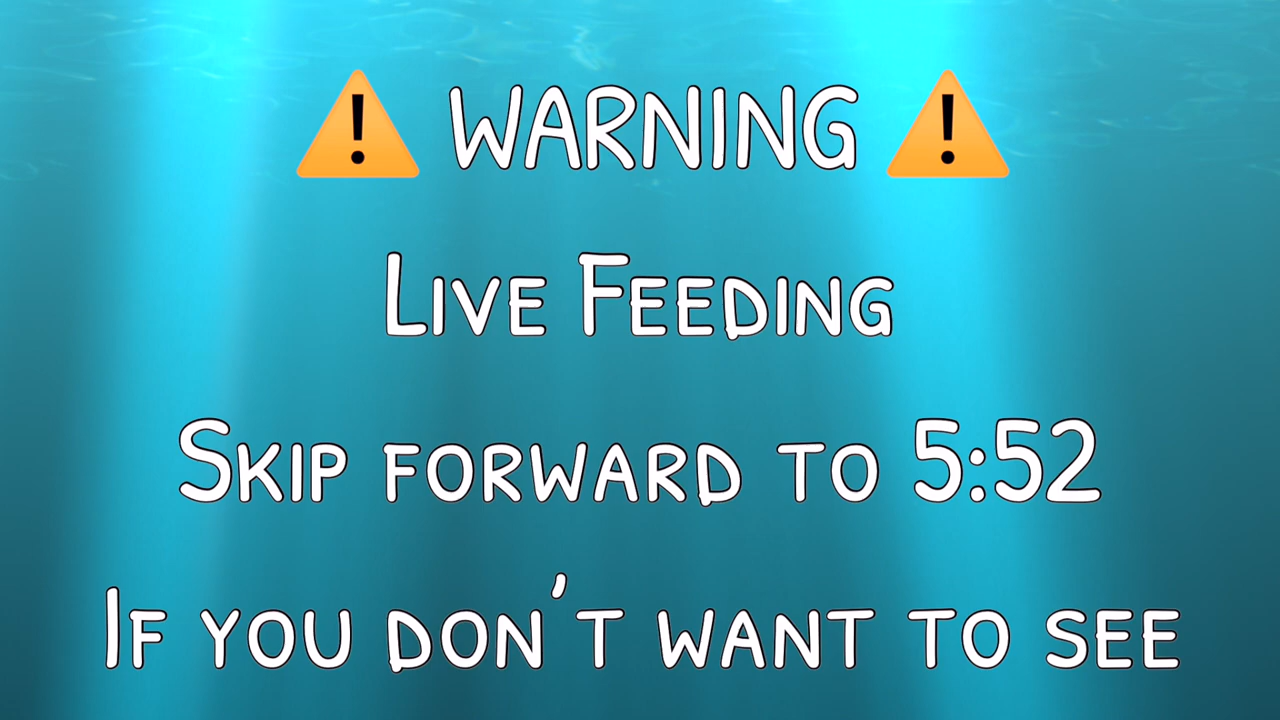 ⚠️ WARNING ⚠️
LIVE FEEDING
SKIP FORWARD TO 5:52
IF YOU DON'T WANT TO SEE